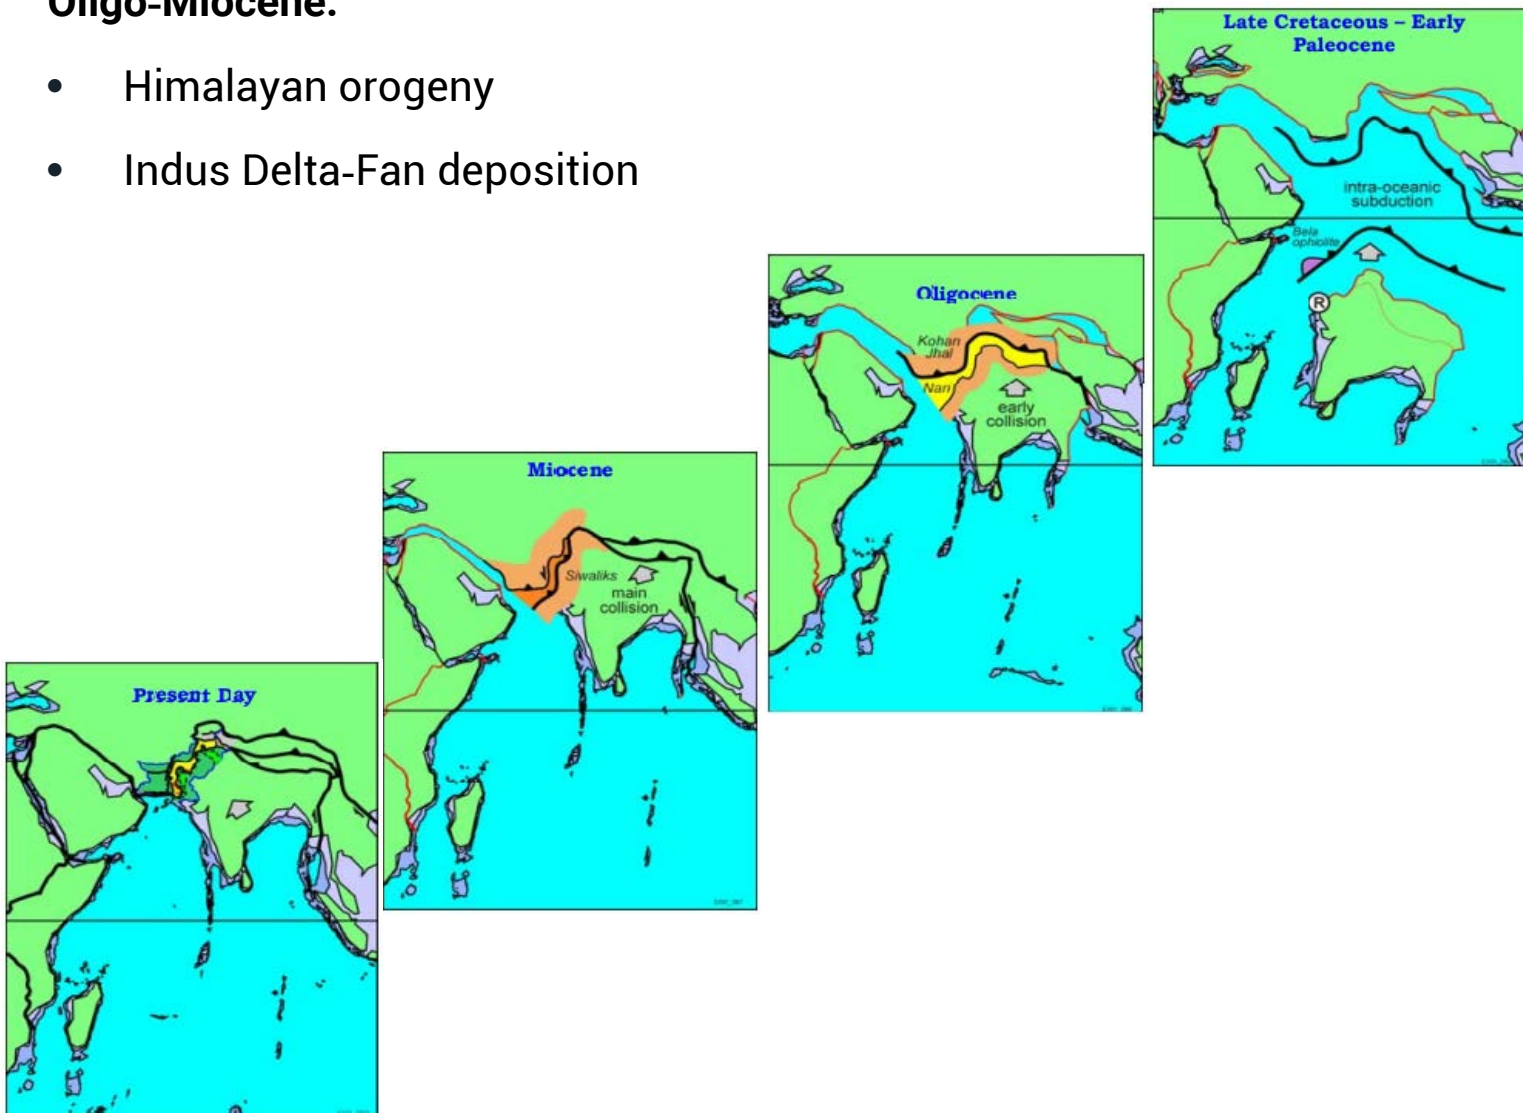 Oligo-Miocene:
• Himalayan orogeny
• Indus Delta-Fan deposition
Late Cretaceous – Early
Paleocene
intra-oceanic
subduction
Bela
ophiolite
R
Oligocene
Kohan
Jhal
Nari
early
collision
Miocene
Siwaliks
main
collision
Present Day